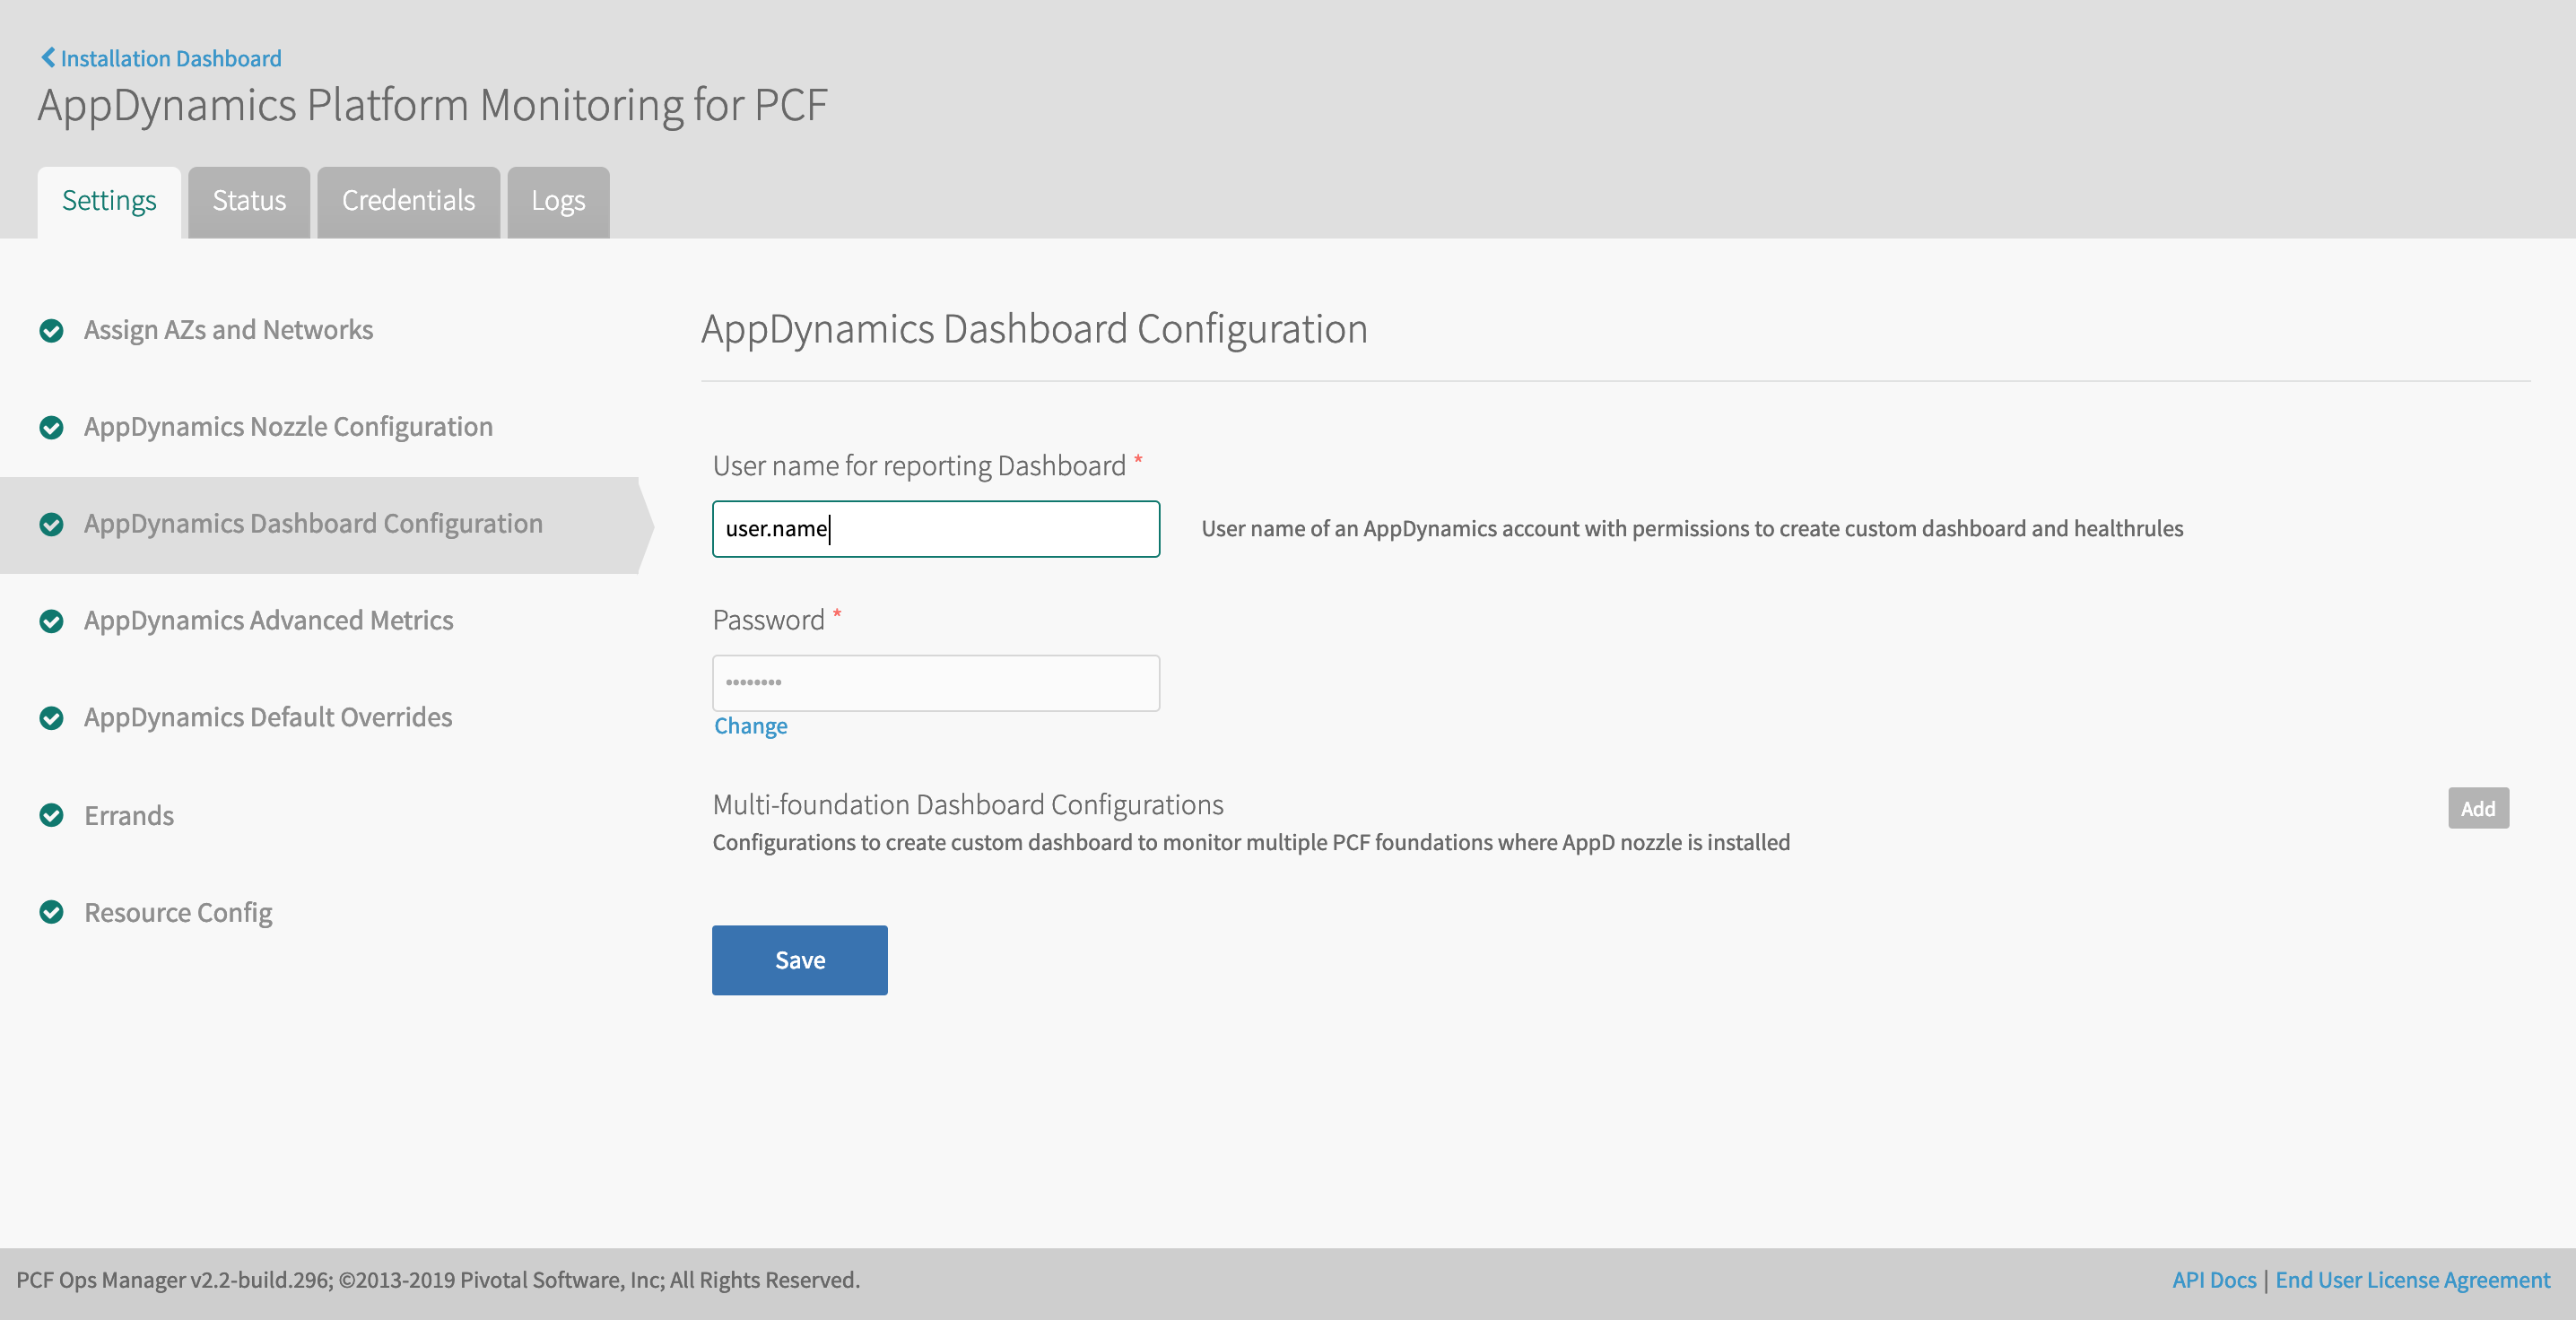 Installation Dashboard
AppDynamics Platform Monitoring for PCF
Settings
Status
Credentials
Logs
Assign AZs and Networks
AppDynamics Nozzle Configuration
AppDynamics Dashboard Configuration
AppDynamics Advanced Metrics
AppDynamics Default Overrides
Errands
Resource Config
AppDynamics Dashboard Configuration
User name for reporting Dashboard *
user.name
User name of an AppDynamics account with permissions to create custom dashboard and healthrules
Password *
••••••••
Change
Multi-foundation Dashboard Configurations
Add
Configurations to create custom dashboard to monitor multiple PCF foundations where AppD nozzle is installed
Save
PCF Ops Manager v2.2-build.296; ©2013-2019 Pivotal Software, Inc; All Rights Reserved.
API Docs | End User License Agreement